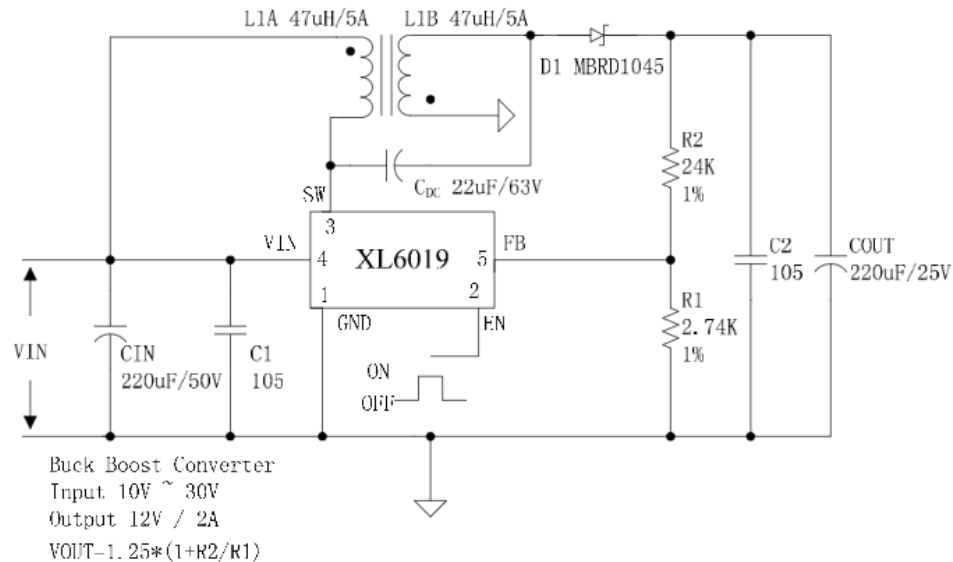 L1A 47uH/5A
L1B 47uH/5A
D1 MBRD1045
R2
24K
1%
C_DC 22uF/63V
SW
3
VIN
4
XL6019
5
FB
1
2
GND
EN
C2
105
COUT
220uF/25V
R1
2.74K
1%
VIN
CIN
220uF/50V
C1
105
ON
OFF
Buck Boost Converter
Input 10V ~ 30V
Output 12V / 2A
VOUT=1.25*(1+R2/R1)